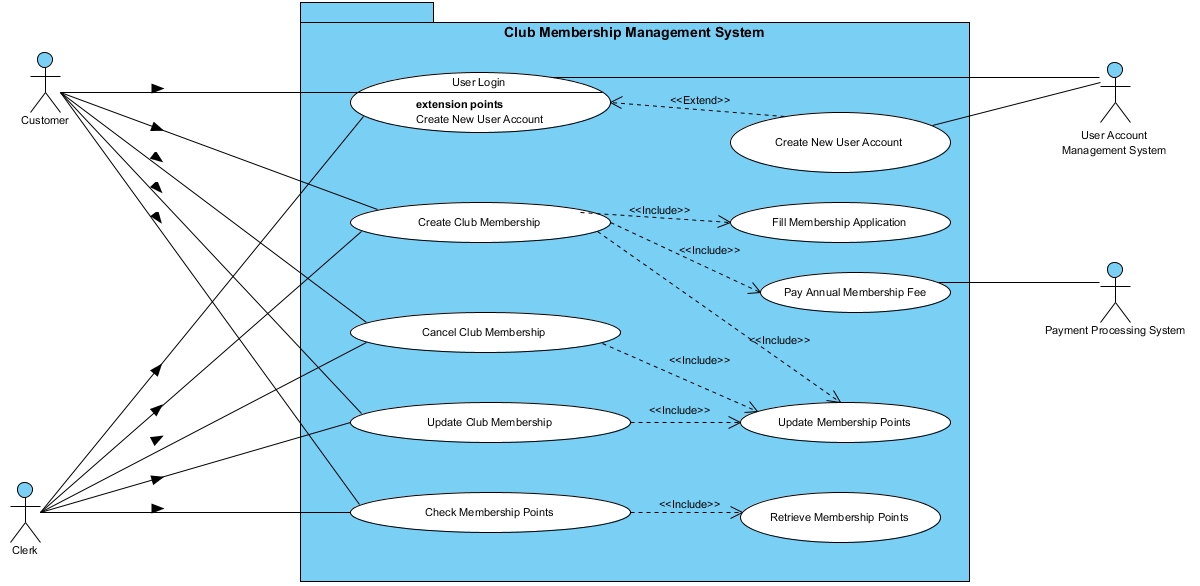 Club Membership Management System
User Login
extension points
Create New User Account
<<Extend>>
Create New User Account
Customer
User Account
Management System
Create Club Membership
<<Include>>
Fill Membership Application
<<Include>>
Pay Annual Membership Fee
Payment Processing System
Cancel Club Membership
<<Include>>
<<Include>>
Update Club Membership
<<Include>>
Update Membership Points
Check Membership Points
<<Include>>
Retrieve Membership Points
Clerk